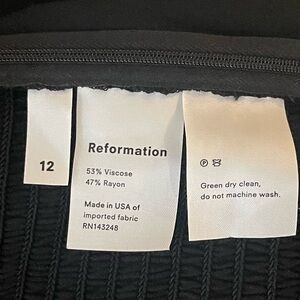 12
Reformation
53% Viscose
47% Rayon
Made in USA of
imported fabric
RN143248
Ⓟ
Green dry clean,
do not machine wash.